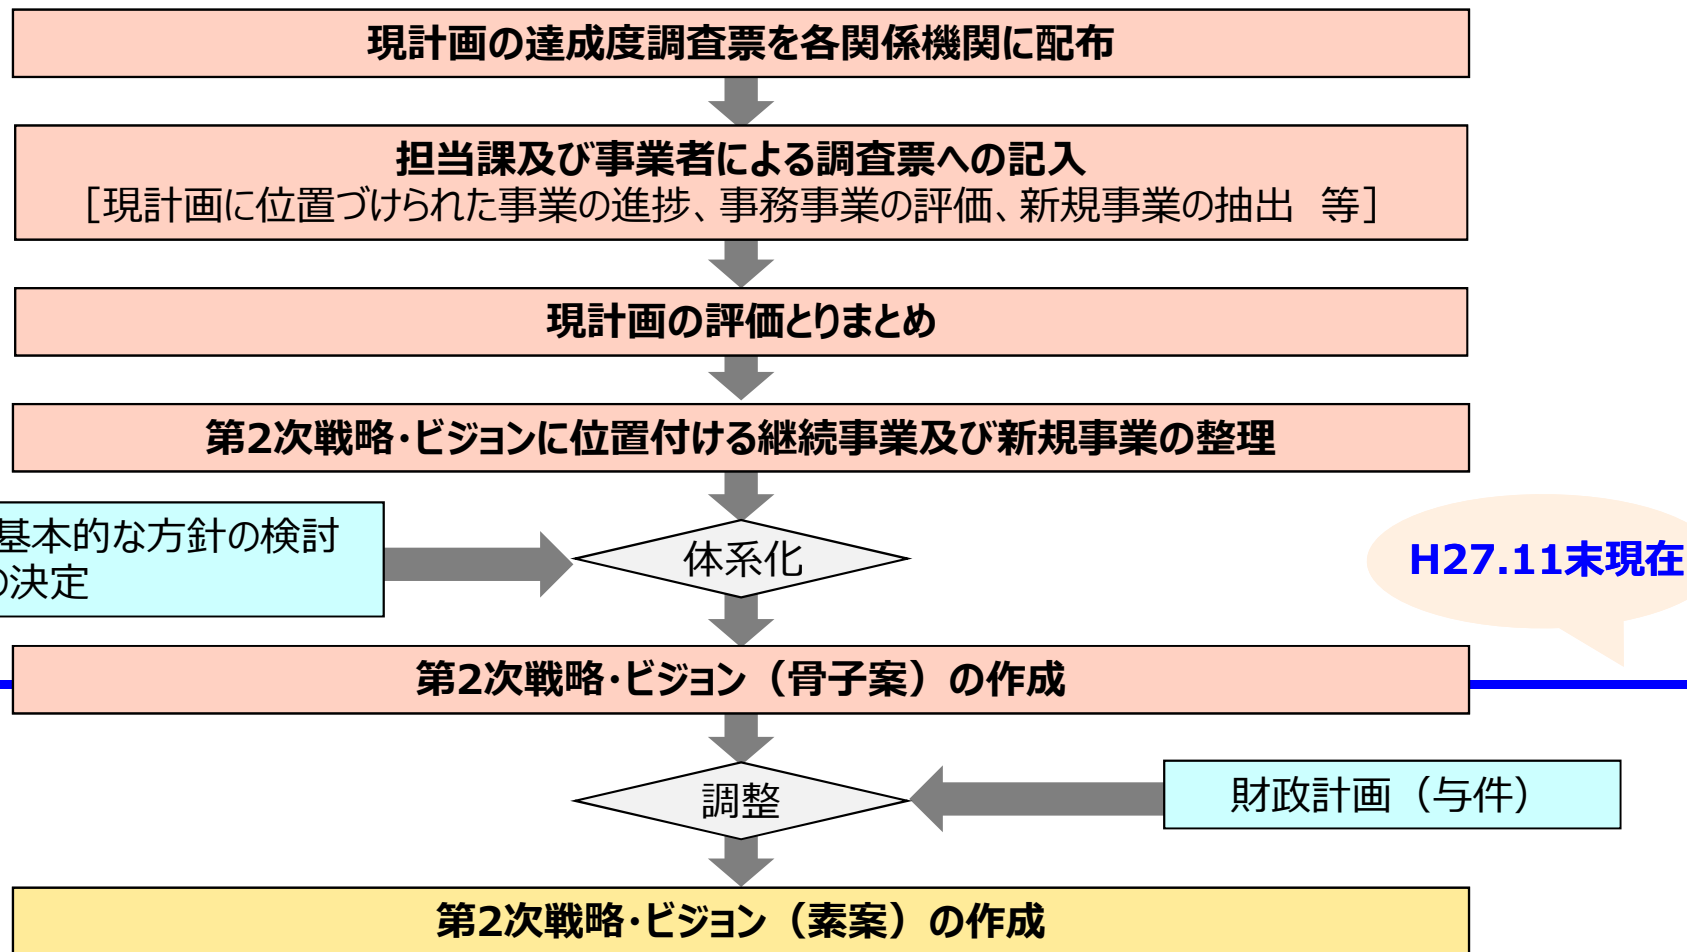 現計画の達成度調査票を各関係機関に配布
担当課及び事業者による調査票への記入
［現計画に位置づけられた事業の進捗、事務事業の評価、新規事業の抽出　等］
現計画の評価とりまとめ
第2次戦略・ビジョンに位置付ける継続事業及び新規事業の整理
基本的な方針の検討
の決定
体系化
H27.11末現在
第2次戦略・ビジョン（骨子案）の作成
調整
財政計画（与件）
第2次戦略・ビジョン（素案）の作成